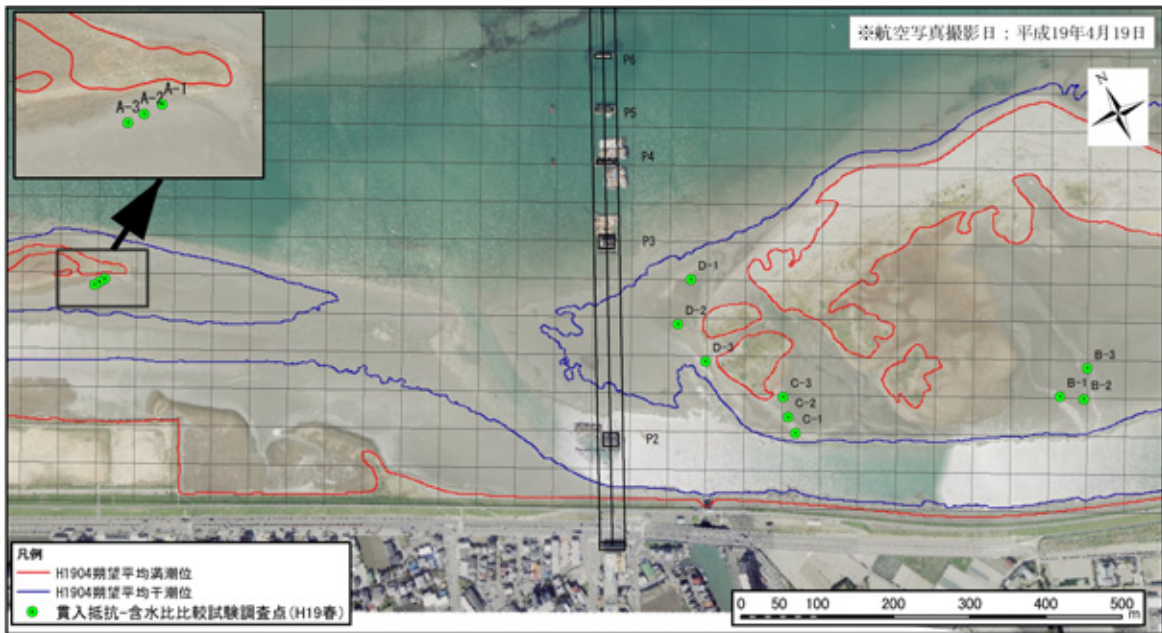 ※航空写真撮影日：平成19年4月19日
N
A-1
A-2
A-3
P6
P5
P4
P3
P2
D-1
D-2
D-3
C-3
C-2
C-1
B-3
B-1
B-2
凡例
H1904朔望平均満潮位
H1904朔望平均干潮位
貫入抵抗-含水比比較試験調査点(H19春)
0 50 100 200 300 400 500
m